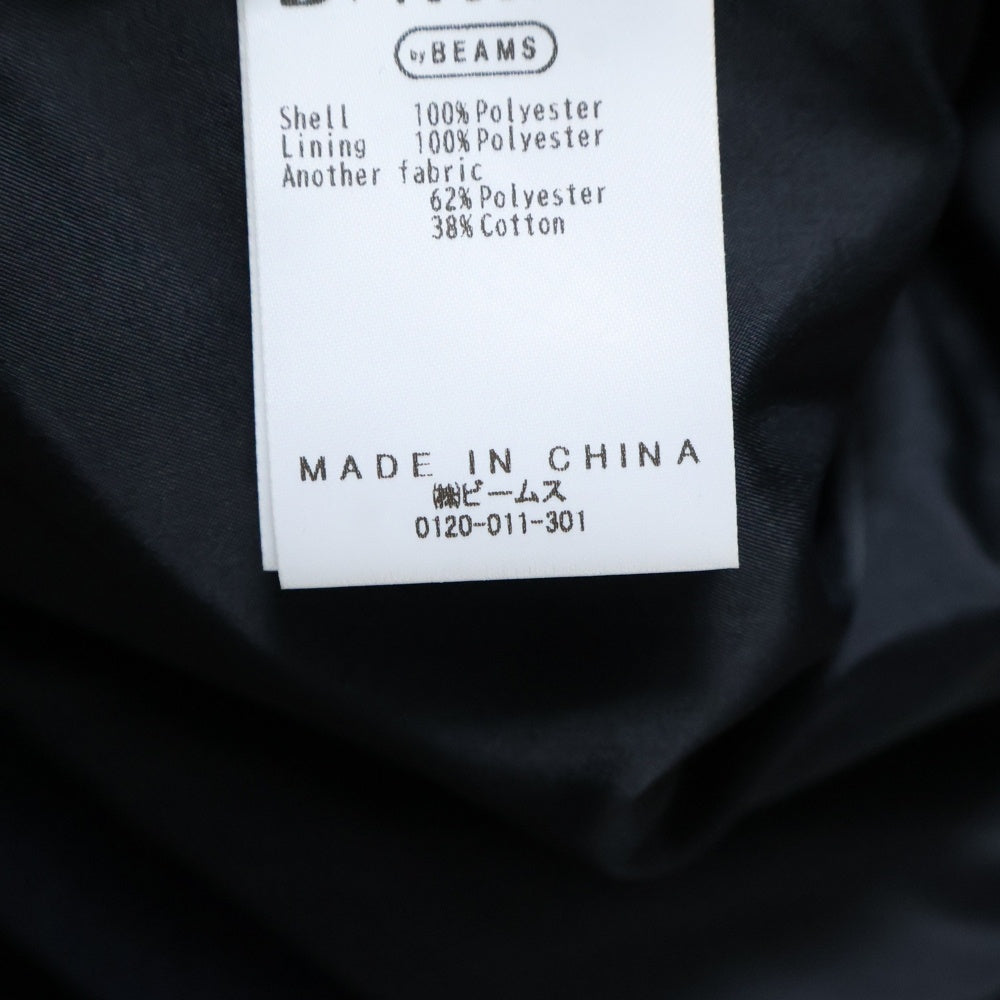 by BEAMS
Shell 100% Polyester
Lining 100% Polyester
Another fabric
62% Polyester
38% Cotton
MADE IN CHINA
㈱ビームス
0120-011-301